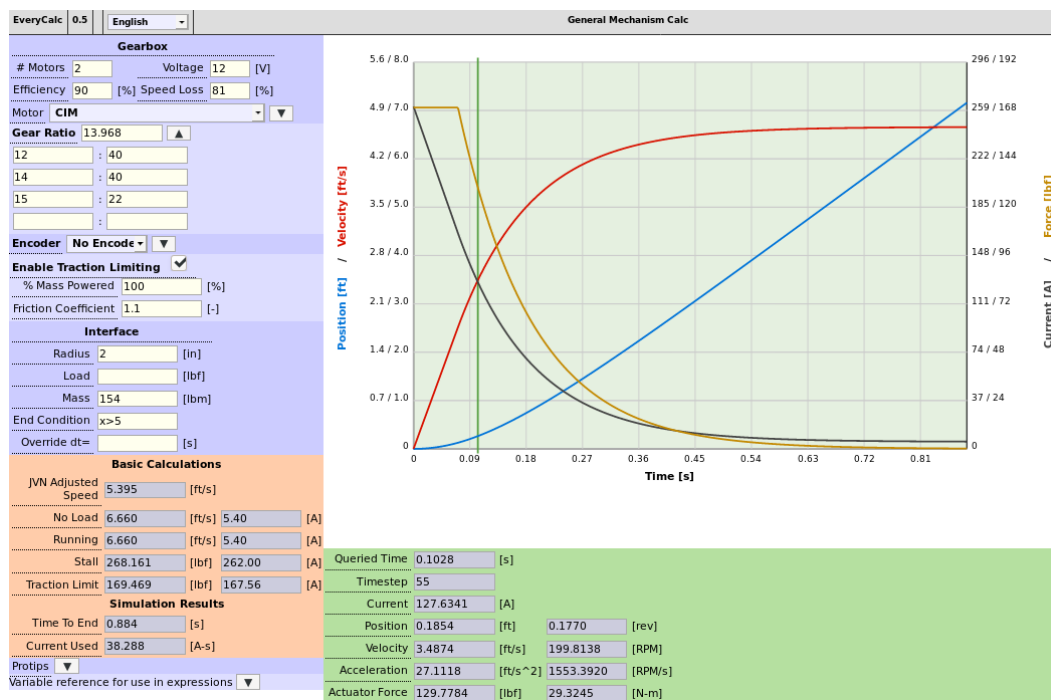 EveryCalc 0.5 English General Mechanism Calc
Gearbox
# Motors 2 Voltage 12 [V]
Efficiency 90 [%] Speed Loss 81 [%]
Motor CIM ▼
Gear Ratio 13.968 ▲
12 : 40
14 : 40
15 : 22
:
Encoder No Encode ▼
Enable Traction Limiting
% Mass Powered 100 [%]
Friction Coefficient 1.1 [-]
Interface
Radius 2 [in]
Load [lbf]
Mass 154 [lbm]
End Condition x>5
Override dt= [s]
Basic Calculations
JVN Adjusted
Speed 5.395 [ft/s]
No Load 6.660 [ft/s] 5.40 [A]
Running 6.660 [ft/s] 5.40 [A]
Stall 268.161 [lbf] 262.00 [A]
Traction Limit 169.469 [lbf] 167.56 [A]
Simulation Results
Time To End 0.884 [s]
Current Used 38.288 [A-s]
Protips ▼
Variable reference for use in expressions ▼
Position [ft] / Velocity [ft/s]
5.6 / 8.0
4.9 / 7.0
4.2 / 6.0
3.5 / 5.0
2.8 / 4.0
2.1 / 3.0
1.4 / 2.0
0.7 / 1.0
0
296 / 192
259 / 168
222 / 144
185 / 120
148 / 96
111 / 72
74 / 48
37 / 24
0
Current [A] / Force [lbf]
0 0.09 0.18 0.27 0.36 0.45 0.54 0.63 0.72 0.81
Time [s]
Queried Time 0.1028 [s]
Timestep 55
Current 127.6341 [A]
Position 0.1854 [ft] 0.1770 [rev]
Velocity 3.4874 [ft/s] 199.8138 [RPM]
Acceleration 27.1118 [ft/s^2] 1553.3920 [RPM/s]
Actuator Force 129.7784 [lbf] 29.3245 [N-m]